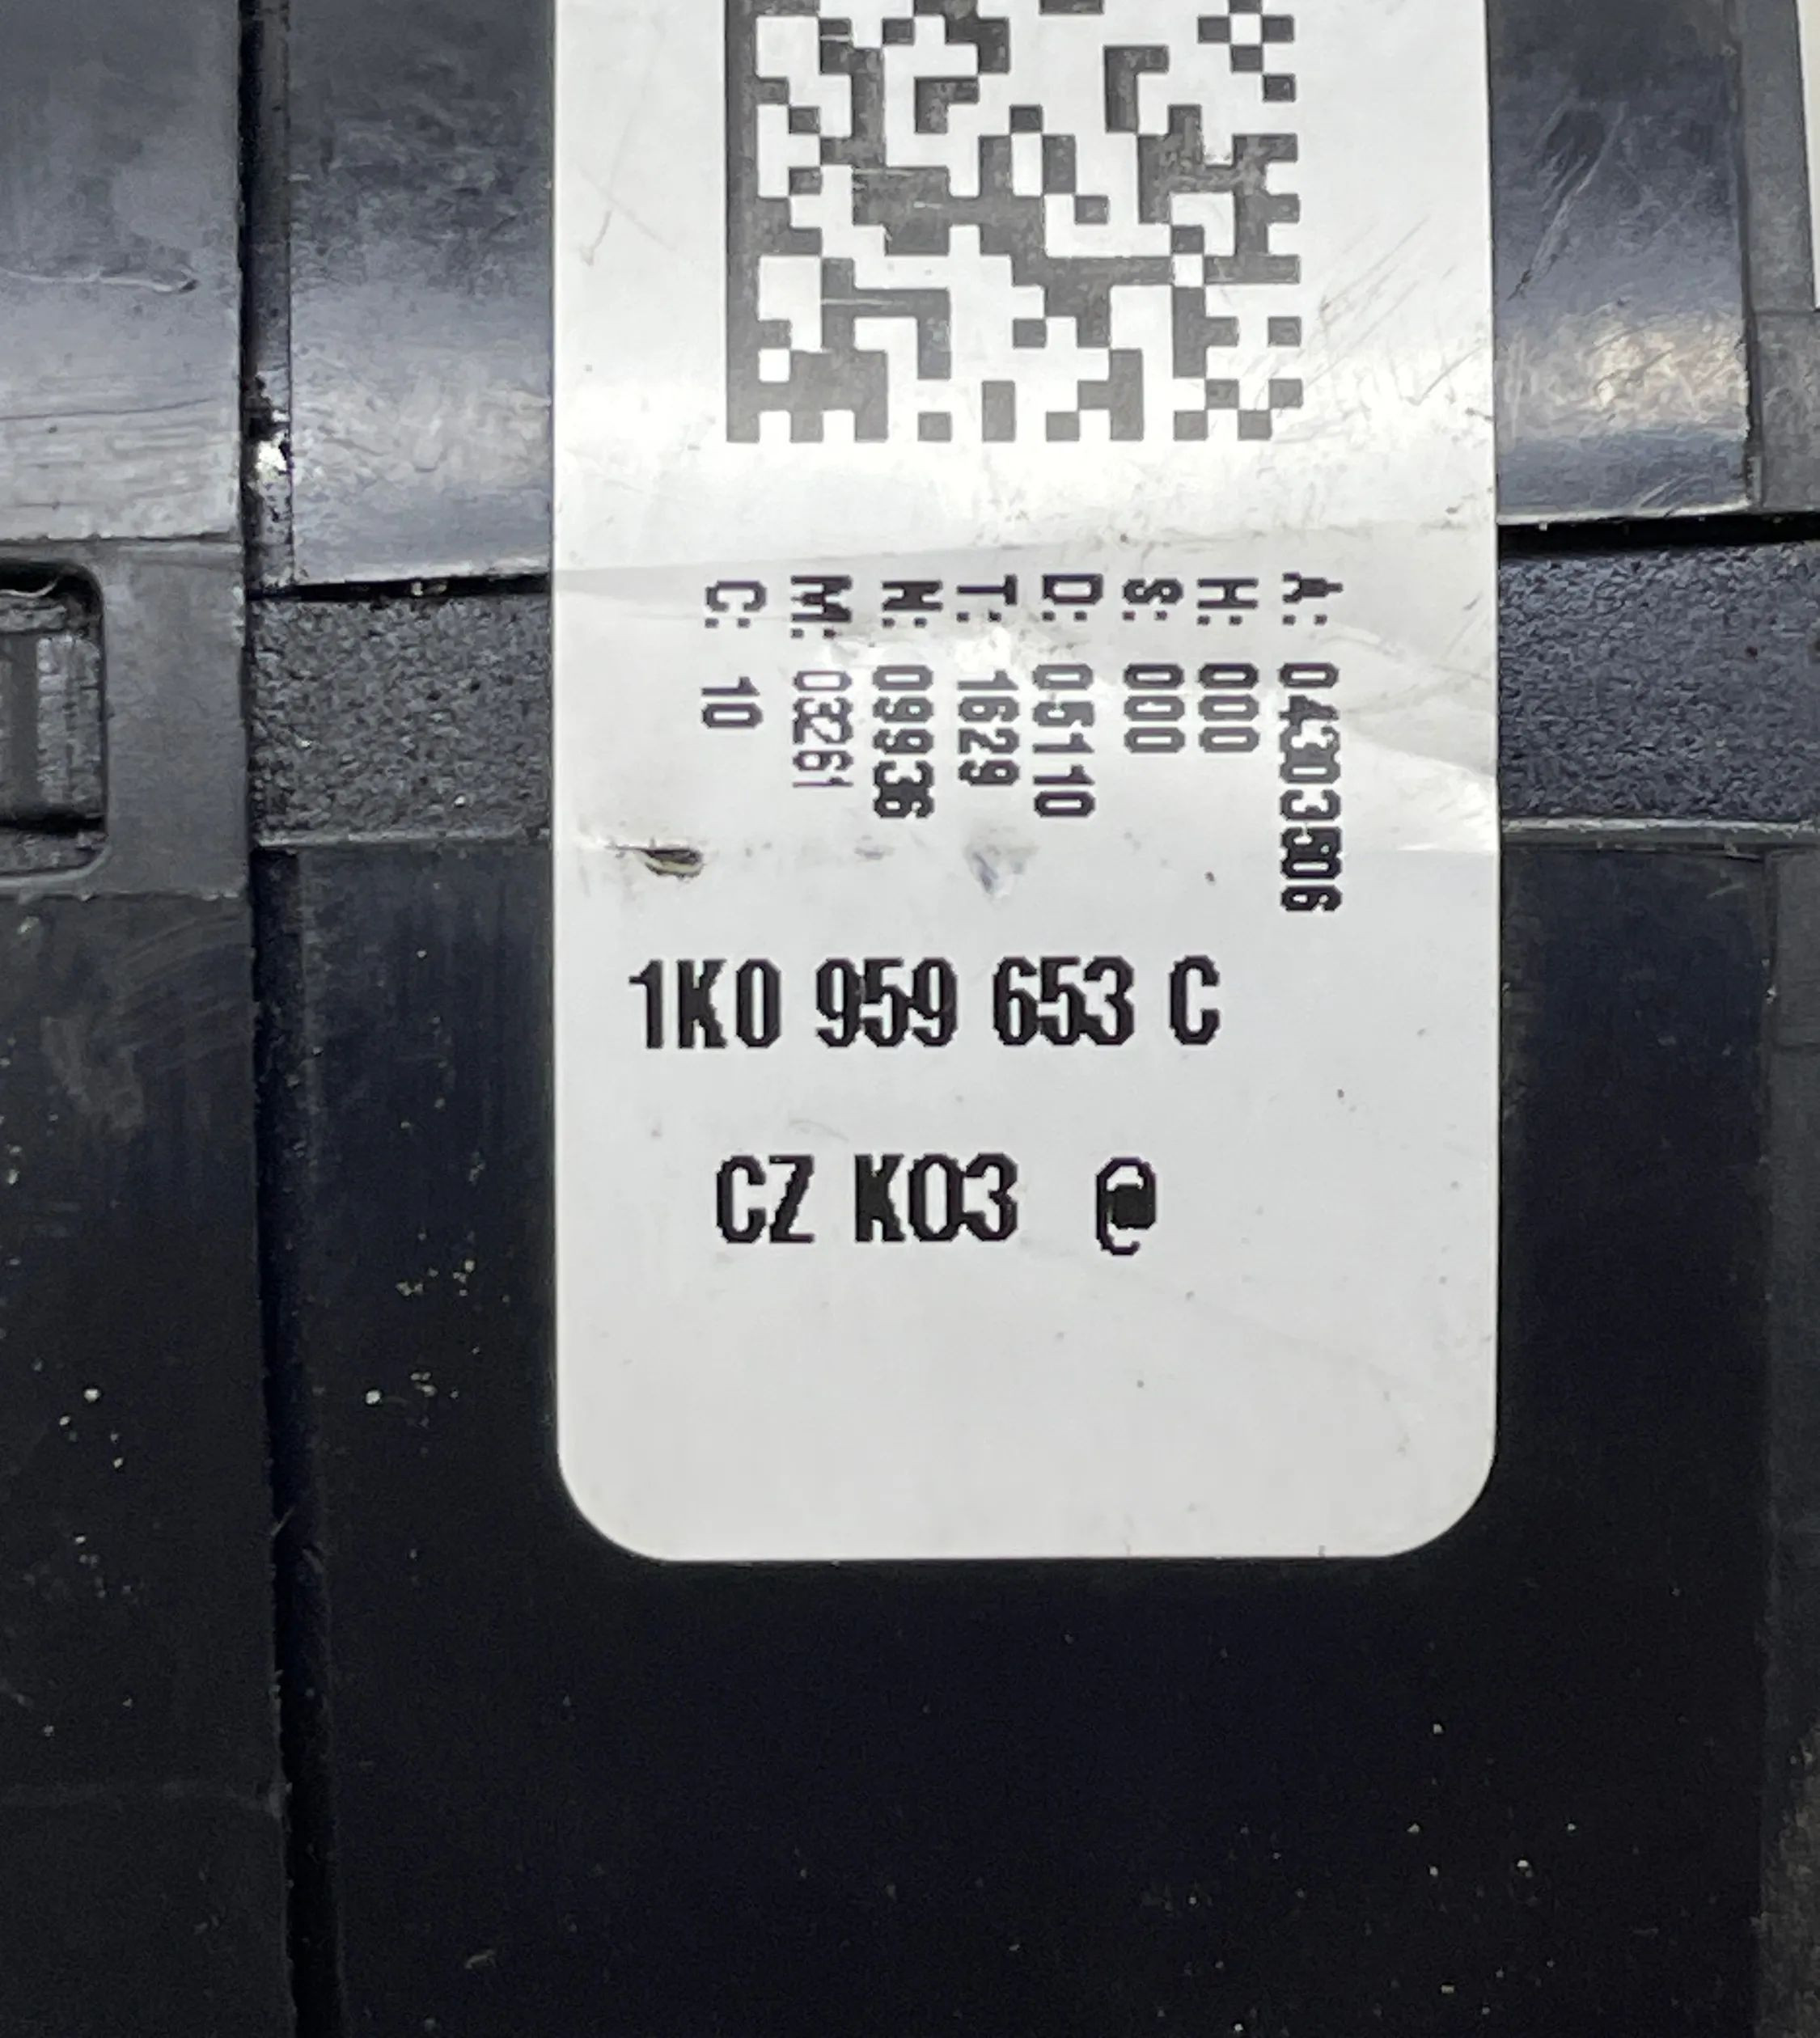 A: 04303506
H: 000
S: 000
D: 05110
T: 1629
N: 09936
M: 03261
C: 10
1K0 959 653 C
CZ K03 @